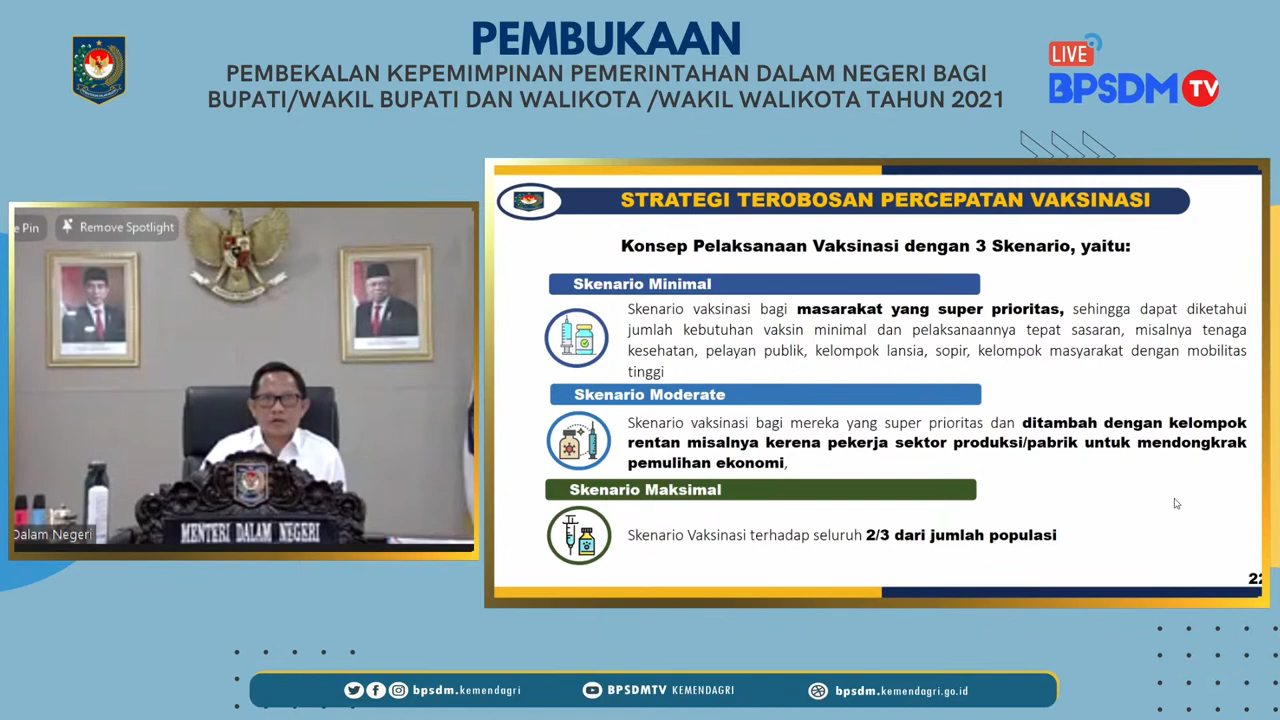 PEMBUKAAN
PEMBEKALAN KEPEMIMPINAN PEMERINTAHAN DALAM NEGERI BAGI
BUPATI/WAKIL BUPATI DAN WALIKOTA /WAKIL WALIKOTA TAHUN 2021
LIVE
BPSDM TV
e Pin
Remove Spotlight
MENTERI DALAM NEGERI
Dalam Negeri
STRATEGI TEROBOSAN PERCEPATAN VAKSINASI
Konsep Pelaksanaan Vaksinasi dengan 3 Skenario, yaitu:
Skenario Minimal
Skenario vaksinasi bagi masarakat yang super prioritas, sehingga dapat diketahui
jumlah kebutuhan vaksin minimal dan pelaksanaannya tepat sasaran, misalnya tenaga
kesehatan, pelayan publik, kelompok lansia, sopir, kelompok masyarakat dengan mobilitas
tinggi
Skenario Moderate
Skenario vaksinasi bagi mereka yang super prioritas dan ditambah dengan kelompok
rentan misalnya kerena pekerja sektor produksi/pabrik untuk mendongkrak
pemulihan ekonomi,
Skenario Maksimal
Skenario Vaksinasi terhadap seluruh 2/3 dari jumlah populasi
22
bpsdm.kemendagri
BPSDMTV KEMENDAGRI
bpsdm.kemendagri.go.id